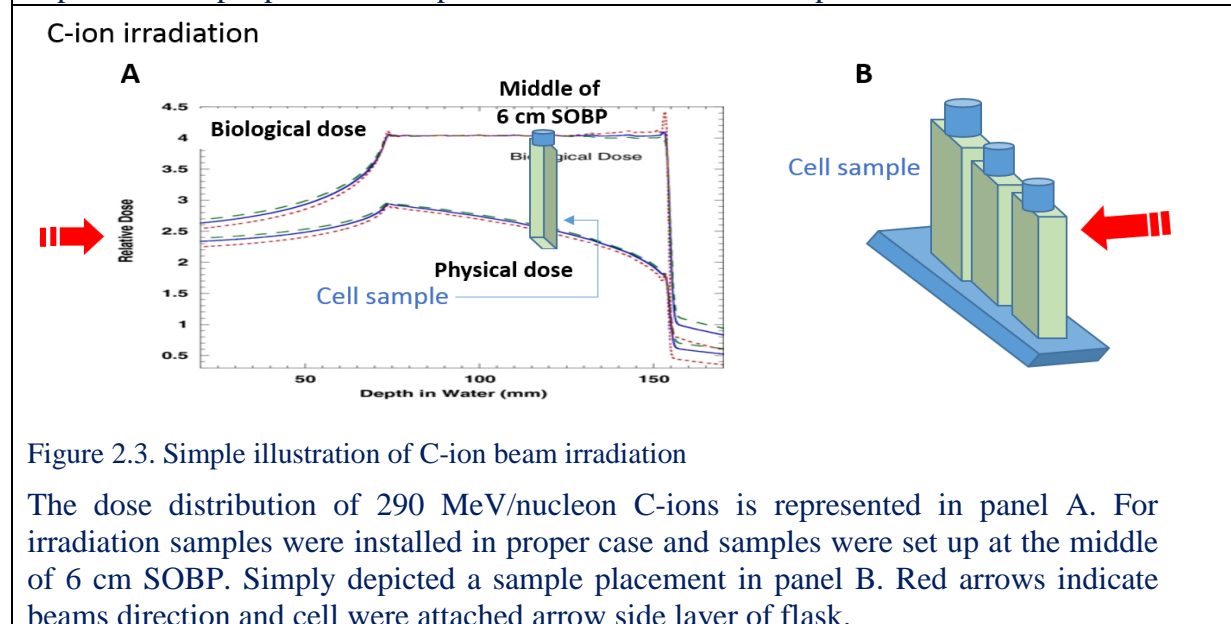 C-ion irradiation
A
B
Middle of
6 cm SOBP
Biological dose
Biological Dose
Cell sample
Relative Dose
4.5
4
3.5
3
2.5
2
1.5
1
0.5
Physical dose
Cell sample
50
100
150
Depth in Water (mm)
Figure 2.3. Simple illustration of C-ion beam irradiation
The dose distribution of 290 MeV/nucleon C-ions is represented in panel A. For
irradiation samples were installed in proper case and samples were set up at the middle
of 6 cm SOBP. Simply depicted a sample placement in panel B. Red arrows indicate
beams direction and cell were attached arrow side layer of flask.